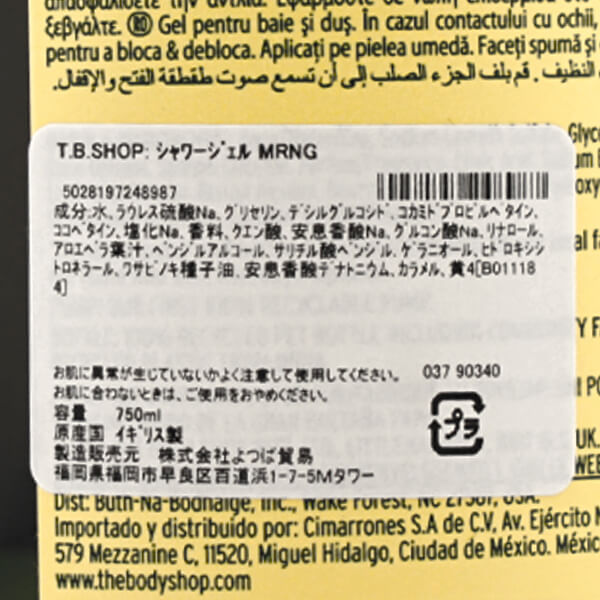 ξεβγάλτε. RO Gel pentru baie și duș. În cazul contactului cu ochii,
pentru a bloca & debloca. Aplicați pe pielea umedă. Faceți spumă și
النظيف. قم بلف الجزء الصلب إلى أن تسمع صوت طقطقة الفتح والإقفال.
T.B.SHOP: シャワージェル MRNG
5028197248987
成分:水、ラウレス硫酸Na、グリセリン、デシルグルコシド、コカミドプロピルベタイン、
ココベタイン、塩化Na、香料、クエン酸、安息香酸Na、グルコン酸Na、リナロール、
アロエベラ葉汁、ベンジルアルコール、サリチル酸ベンジル、ゲラニオール、ヒドロキシシ
トロネラール、ワサビノキ種子油、安息香酸デナトニウム、カラメル、黄4[B01118
4]
お肌に異常が生じていないかよく注意して使用してください。 037 90340
お肌に合わないときは、ご使用をおやめください。
容量 750ml
プラ
原産国 イギリス製
製造販売元 株式会社よつば貿易
福岡県福岡市早良区百道浜1-7-5Mタワー
UK.
WEB
Dist: Buth-Na-Bodhaige, Inc., Wake Forest, NC 27587, USA.
Importado y distribuido por: Cimarrones S.A de C.V, Av. Ejército
579 Mezzanine C, 11520, Miguel Hidalgo, Ciudad de México. Méxic
www.thebodyshop.com